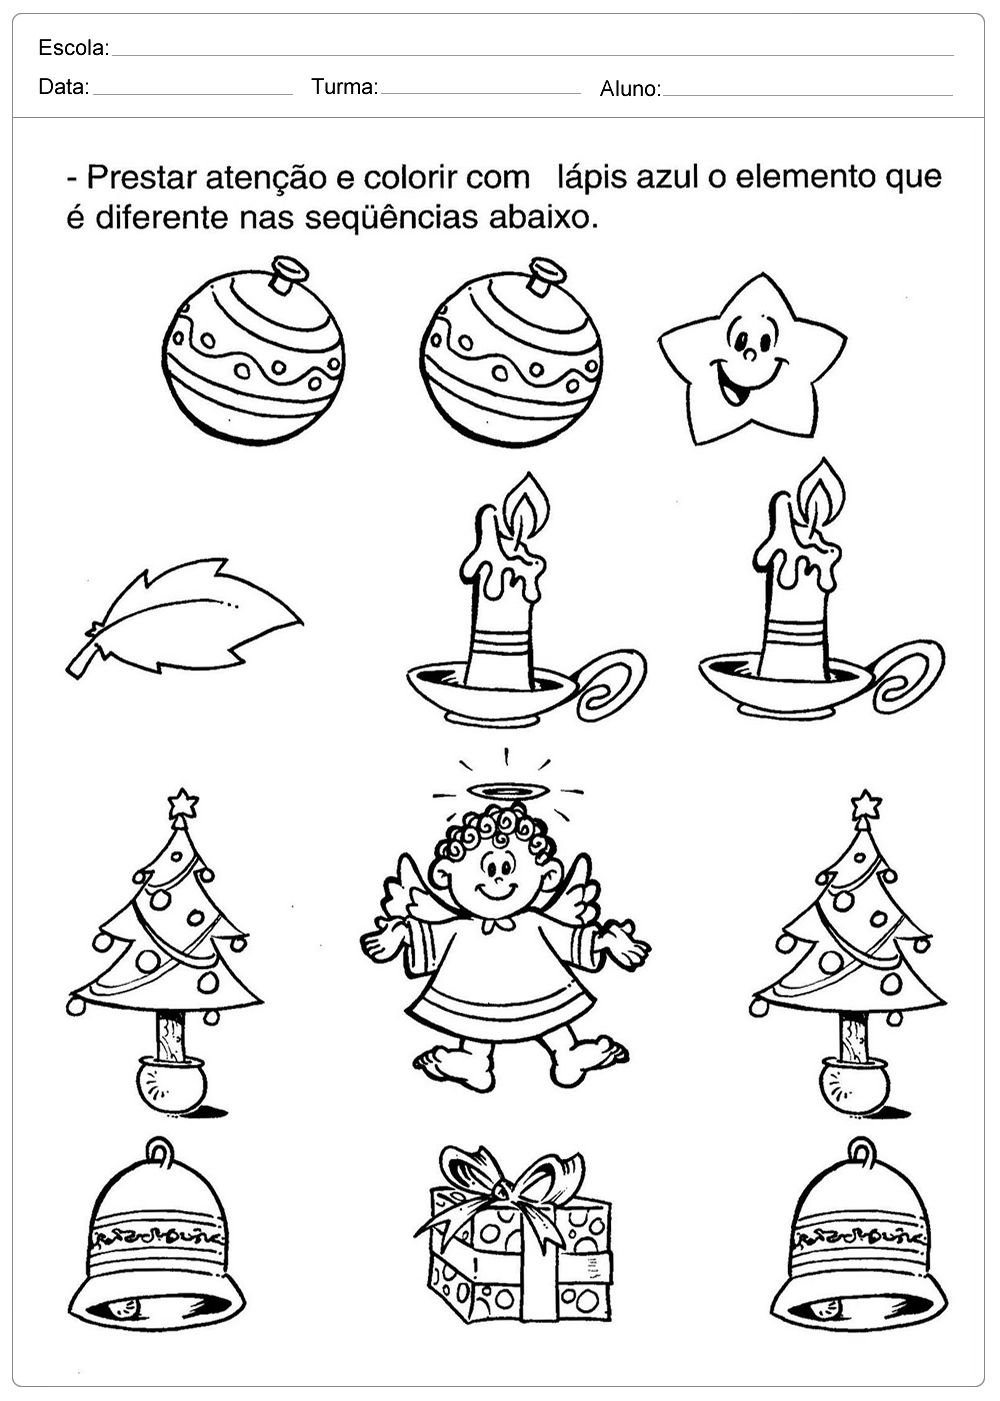 Escola:
Data: Turma: Aluno:
- Prestar atenção e colorir com lápis azul o elemento que
é diferente nas seqüências abaixo.